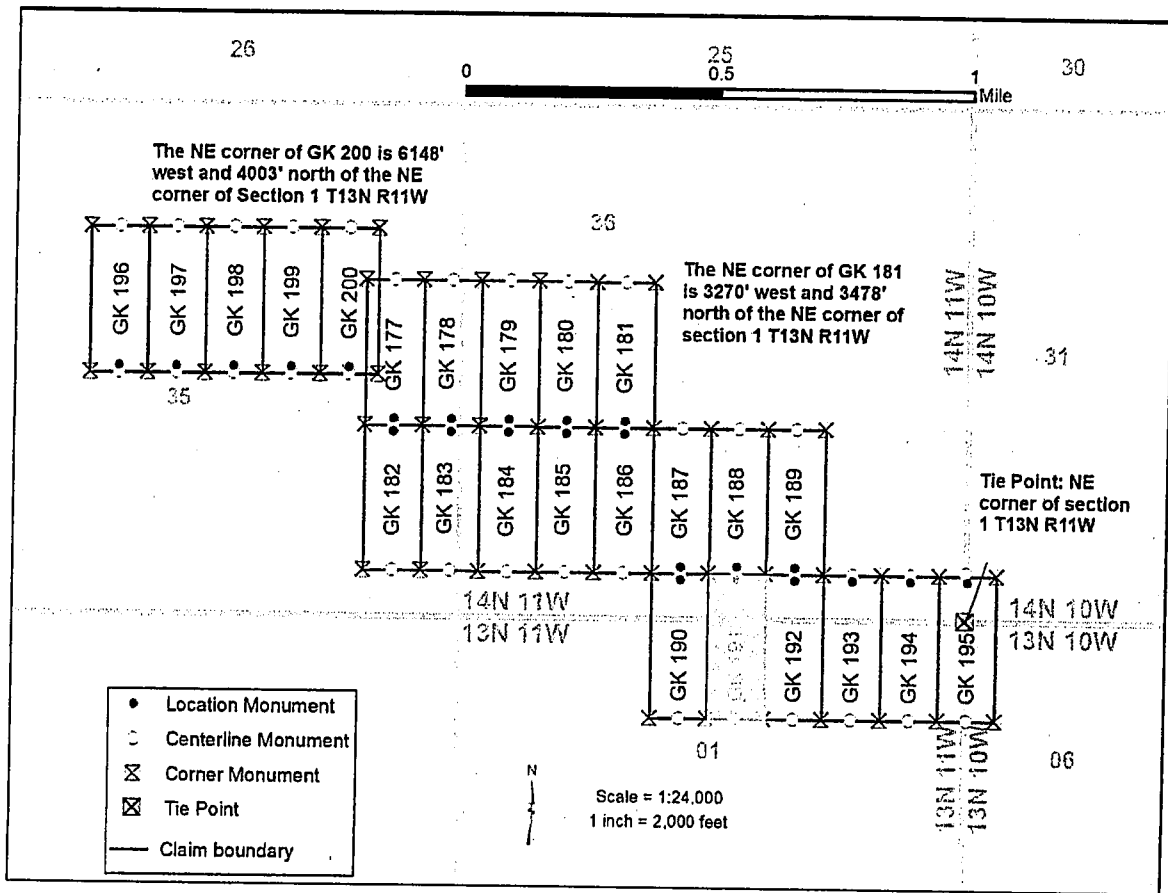 26
25
30
0
0.5
1
Mile
The NE corner of GK 200 is 6148'
west and 4003' north of the NE
corner of Section 1 T13N R11W
36
The NE corner of GK 181
is 3270' west and 3478'
north of the NE corner of
section 1 T13N R11W
14N 11W
14N 10W
31
GK 196
GK 197
GK 198
GK 199
GK 200
GK 177
GK 178
GK 179
GK 180
GK 181
35
GK 182
GK 183
GK 184
GK 185
GK 186
GK 187
GK 188
GK 189
Tie Point: NE
corner of section
1 T13N R11W
14N 11W
13N 11W
14N 10W
13N 10W
GK 190
GK 192
GK 193
GK 194
GK 195
01
06
13N 11W
13N 10W
Location Monument
Centerline Monument
Corner Monument
Tie Point
Claim boundary
N
Scale = 1:24,000
1 inch = 2,000 feet